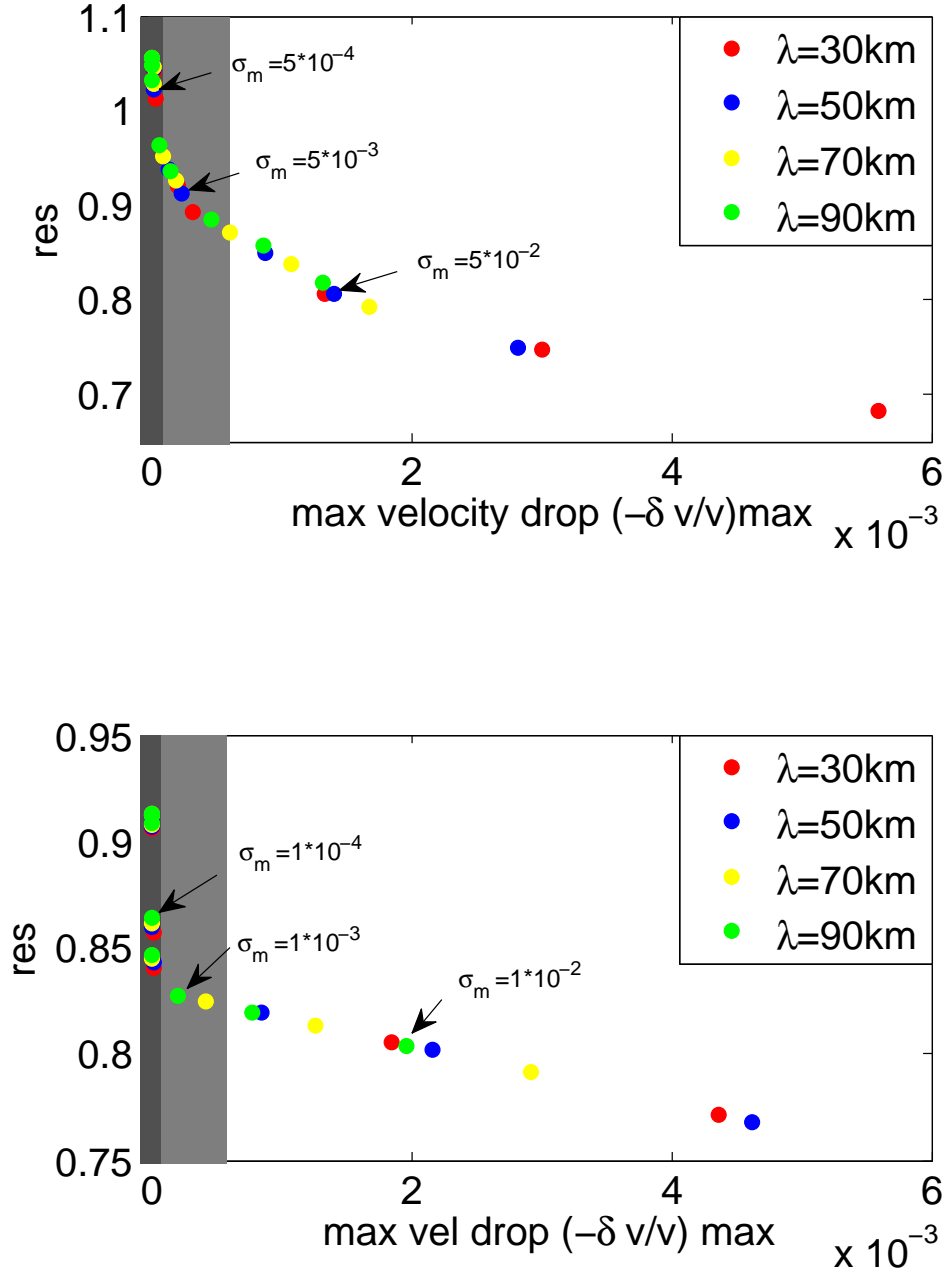 1.1
1
0.9
0.8
0.7
res
σm =5*10−4
σm =5*10−3
σm =5*10−2
λ=30km
λ=50km
λ=70km
λ=90km
0 2 4 6
max velocity drop (−δ v/v)max
x 10−3
0.95
0.9
0.85
0.8
0.75
res
σm =1*10−4
σm =1*10−3
σm =1*10−2
λ=30km
λ=50km
λ=70km
λ=90km
0 2 4 6
max vel drop (−δ v/v) max
x 10−3